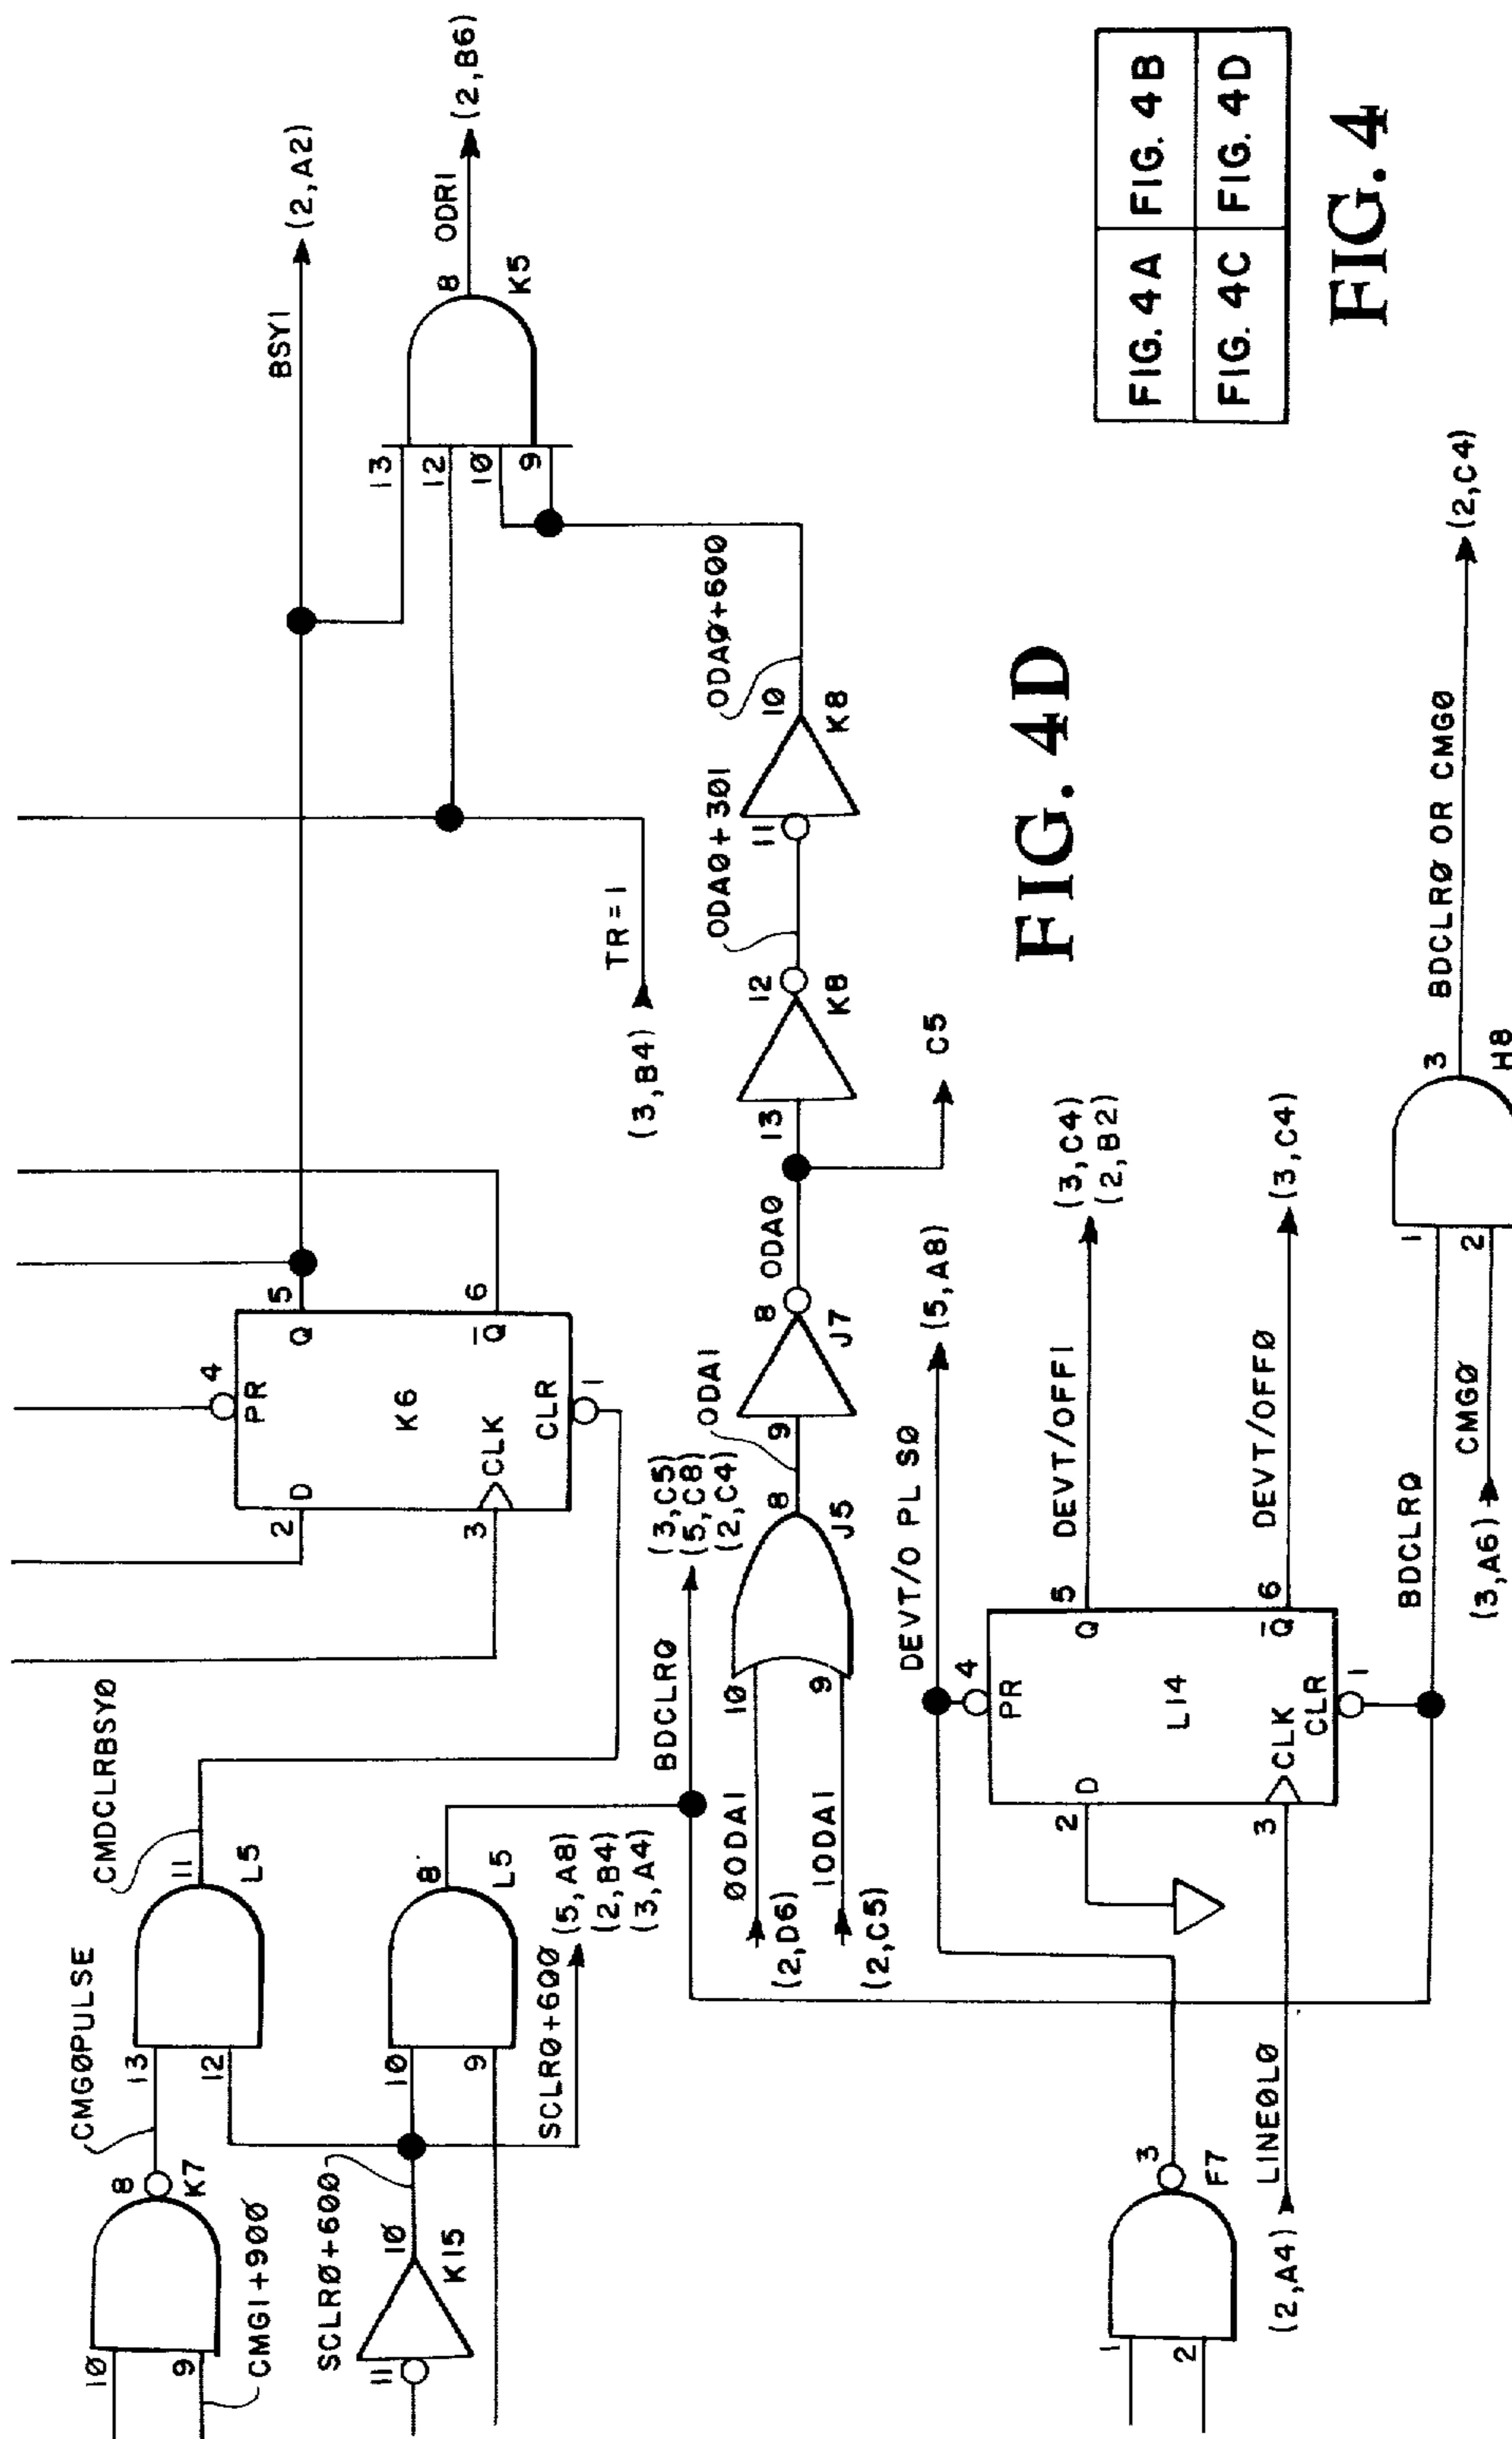 BSY1
(2,A2)
8
ODR1
(2,B6)
K5
13
12
10
9
TR=1
(3,B4)
5
Q
6
Q
4
PR
K6
CLR
1
2
D
3
CLK
CMDCLRBSYØ
11
L5
CMGØPULSE
13
12
8
K7
10
9
CMG1+9ØØ
8
L5
10
9
SCLRØ+6ØØ
(5,A8)
(2,B4)
(3,A4)
SCLRØ+6ØØ
10
K15
11
BDCLRØ
(3,C5)
(5,C8)
(2,C4)
ØODA1
10
(2,D6)
1ODA1
9
(2,C5)
8
J5
ODA1
9
8
J7
ODAØ
C5
13
12
K8
ODAØ+3Ø1
11
10
K8
ODAØ+6ØØ
FIG. 4D
DEVT/O PL SØ
(5,A8)
4
PR
L14
CLR
1
2
D
3
CLK
Q
5
DEVT/OFF1
(3,C4)
(2,B2)
Q
6
DEVT/OFFØ
(3,C4)
1
2
3
F7
LINEØLØ
(2,A4)
BDCLRØ
CMGØ
(3,A6)
1
2
3
H8
BDCLRØ OR CMGØ
(2,C4)
FIG. 4A FIG. 4B
FIG. 4C FIG. 4D
FIG. 4